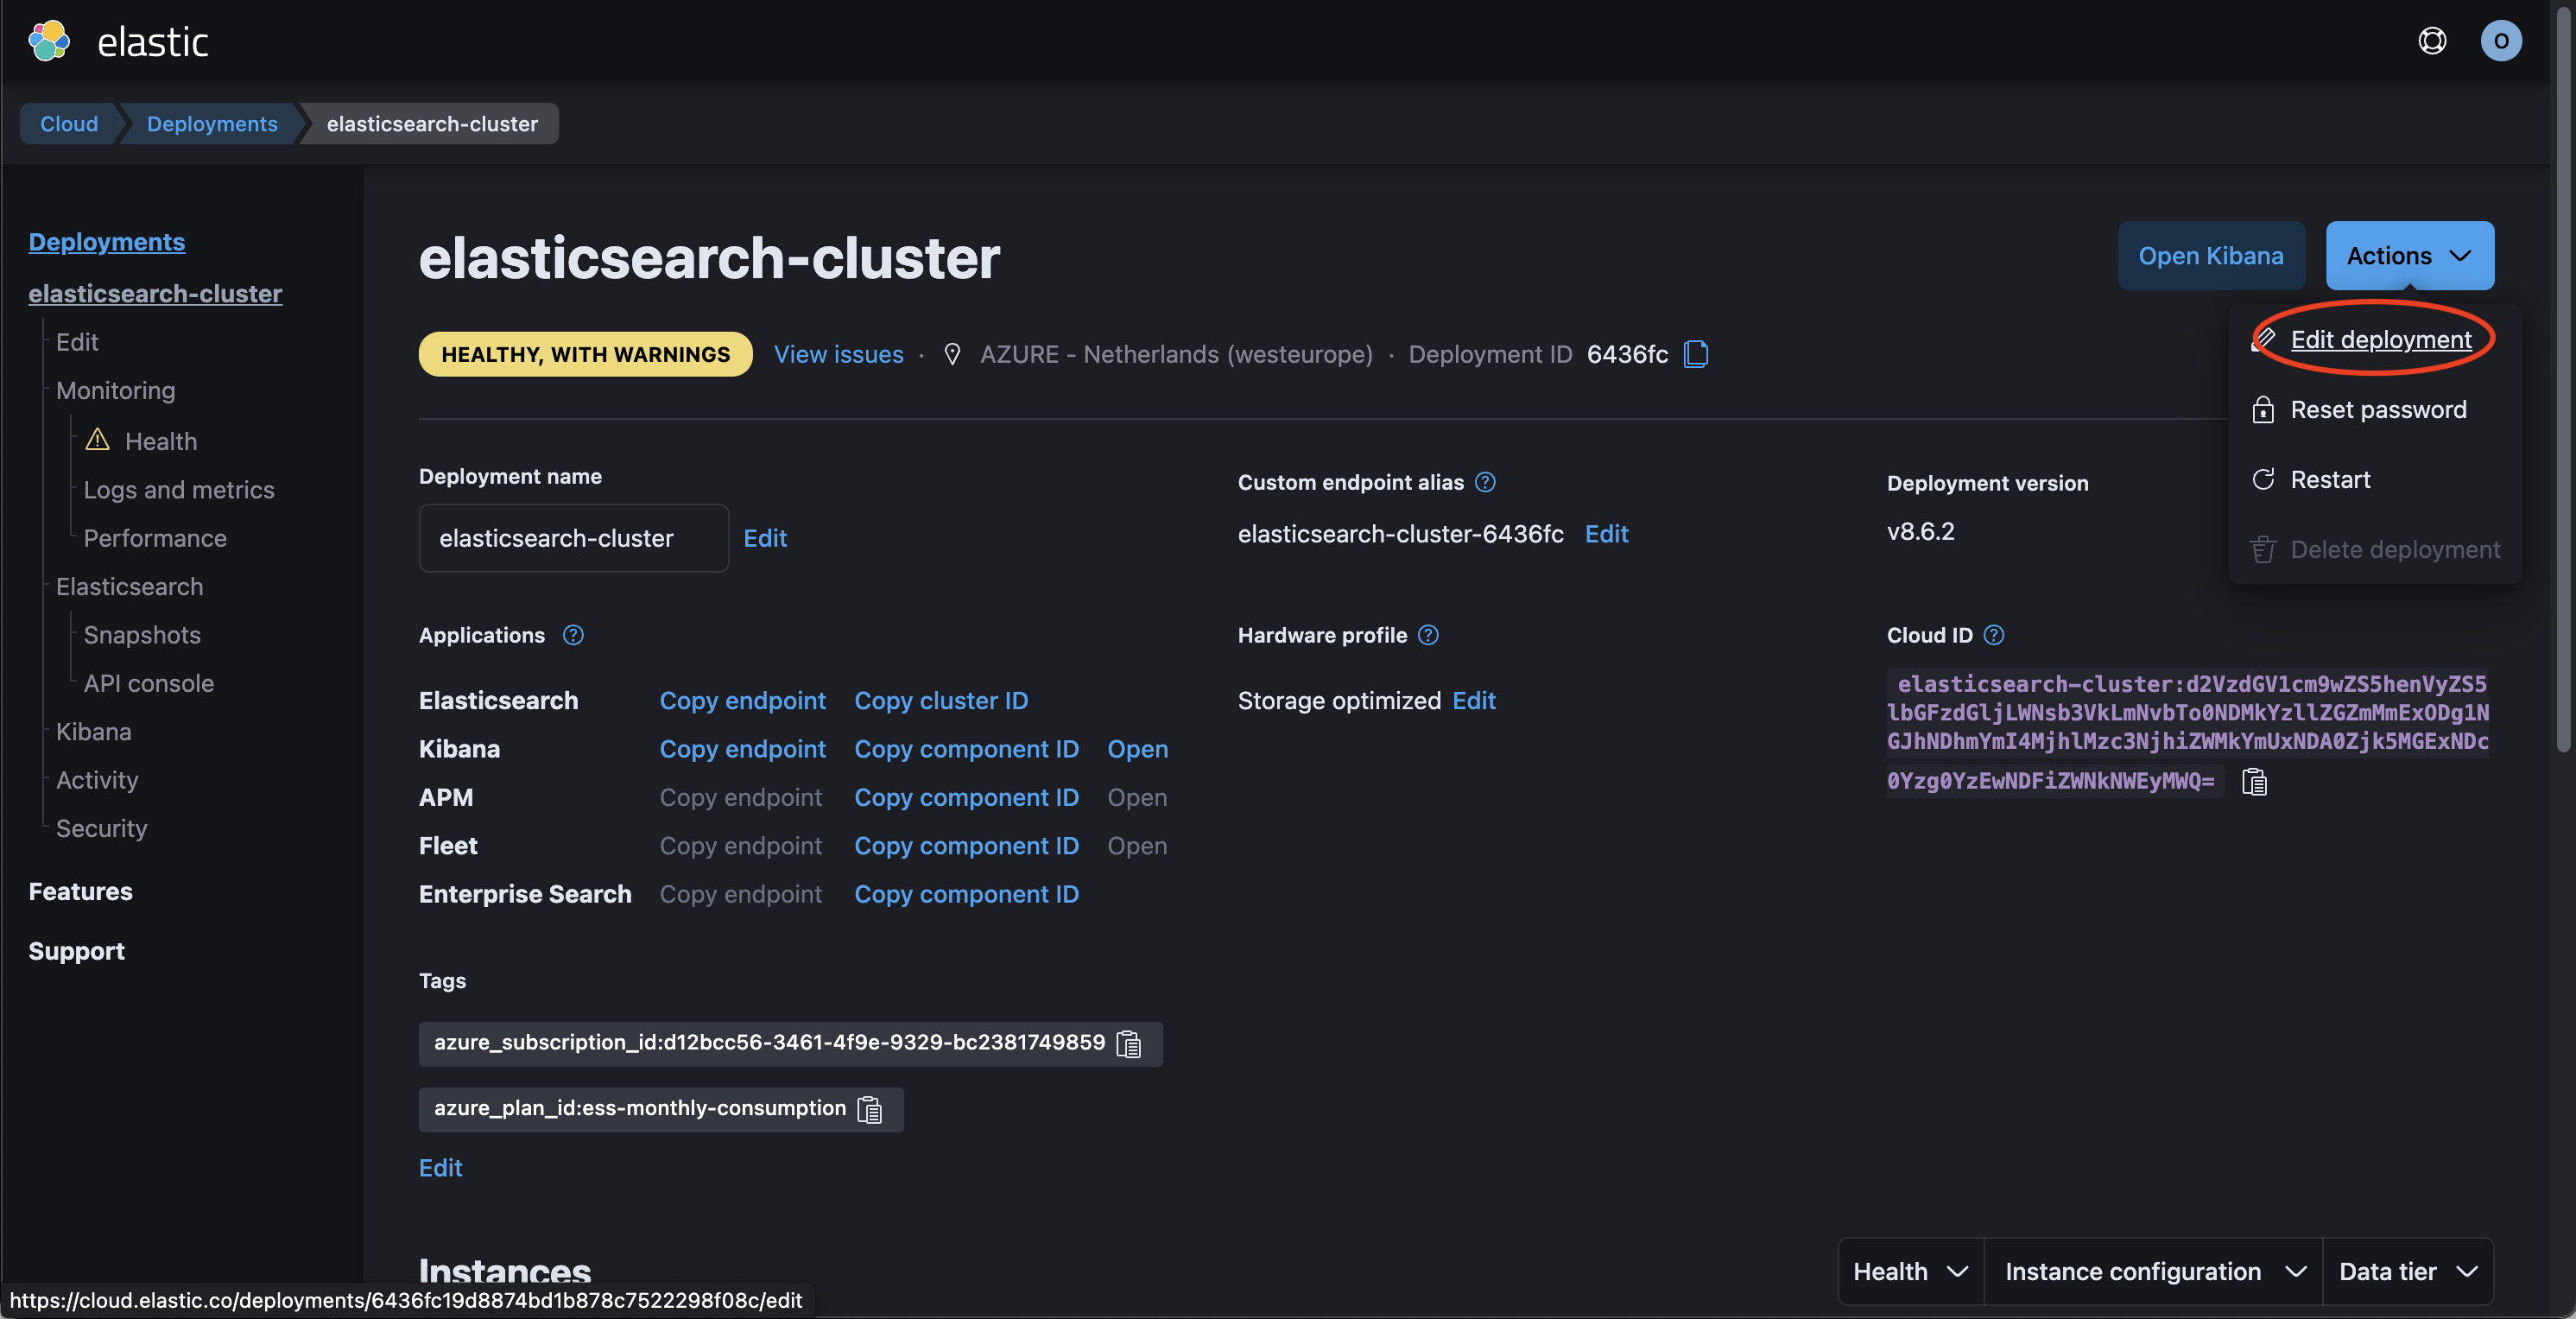 elastic
O
Cloud
Deployments
elasticsearch-cluster
Deployments
elasticsearch-cluster
Edit
Monitoring
Health
Logs and metrics
Performance
Elasticsearch
Snapshots
API console
Kibana
Activity
Security
Features
Support
elasticsearch-cluster
Open Kibana
Actions
Edit deployment
Reset password
Restart
Delete deployment
HEALTHY, WITH WARNINGS
View issues · AZURE - Netherlands (westeurope) · Deployment ID 6436fc
Deployment name
elasticsearch-cluster
Edit
Custom endpoint alias
elasticsearch-cluster-6436fc Edit
Deployment version
v8.6.2
Applications
Elasticsearch Copy endpoint Copy cluster ID
Kibana Copy endpoint Copy component ID Open
APM Copy endpoint Copy component ID Open
Fleet Copy endpoint Copy component ID Open
Enterprise Search Copy endpoint Copy component ID
Hardware profile
Storage optimized Edit
Cloud ID
elasticsearch-cluster:d2VzdGV1cm9wZS5henVyZS5
lbGFzdGljLWNsb3VkLmNvbTo0NDMkYzllZGZmMmExODg1N
GJhNDhmYmI4MjhlMzc3NjhiZWMkYmUxNDA0Zjk5MGExNDc
0Yzg0YzEwNDFiZWNkNWEyMWQ=
Tags
azure_subscription_id:d12bcc56-3461-4f9e-9329-bc2381749859
azure_plan_id:ess-monthly-consumption
Edit
Instances
Health
Instance configuration
Data tier
https://cloud.elastic.co/deployments/6436fc19d8874bd1b878c7522298f08c/edit